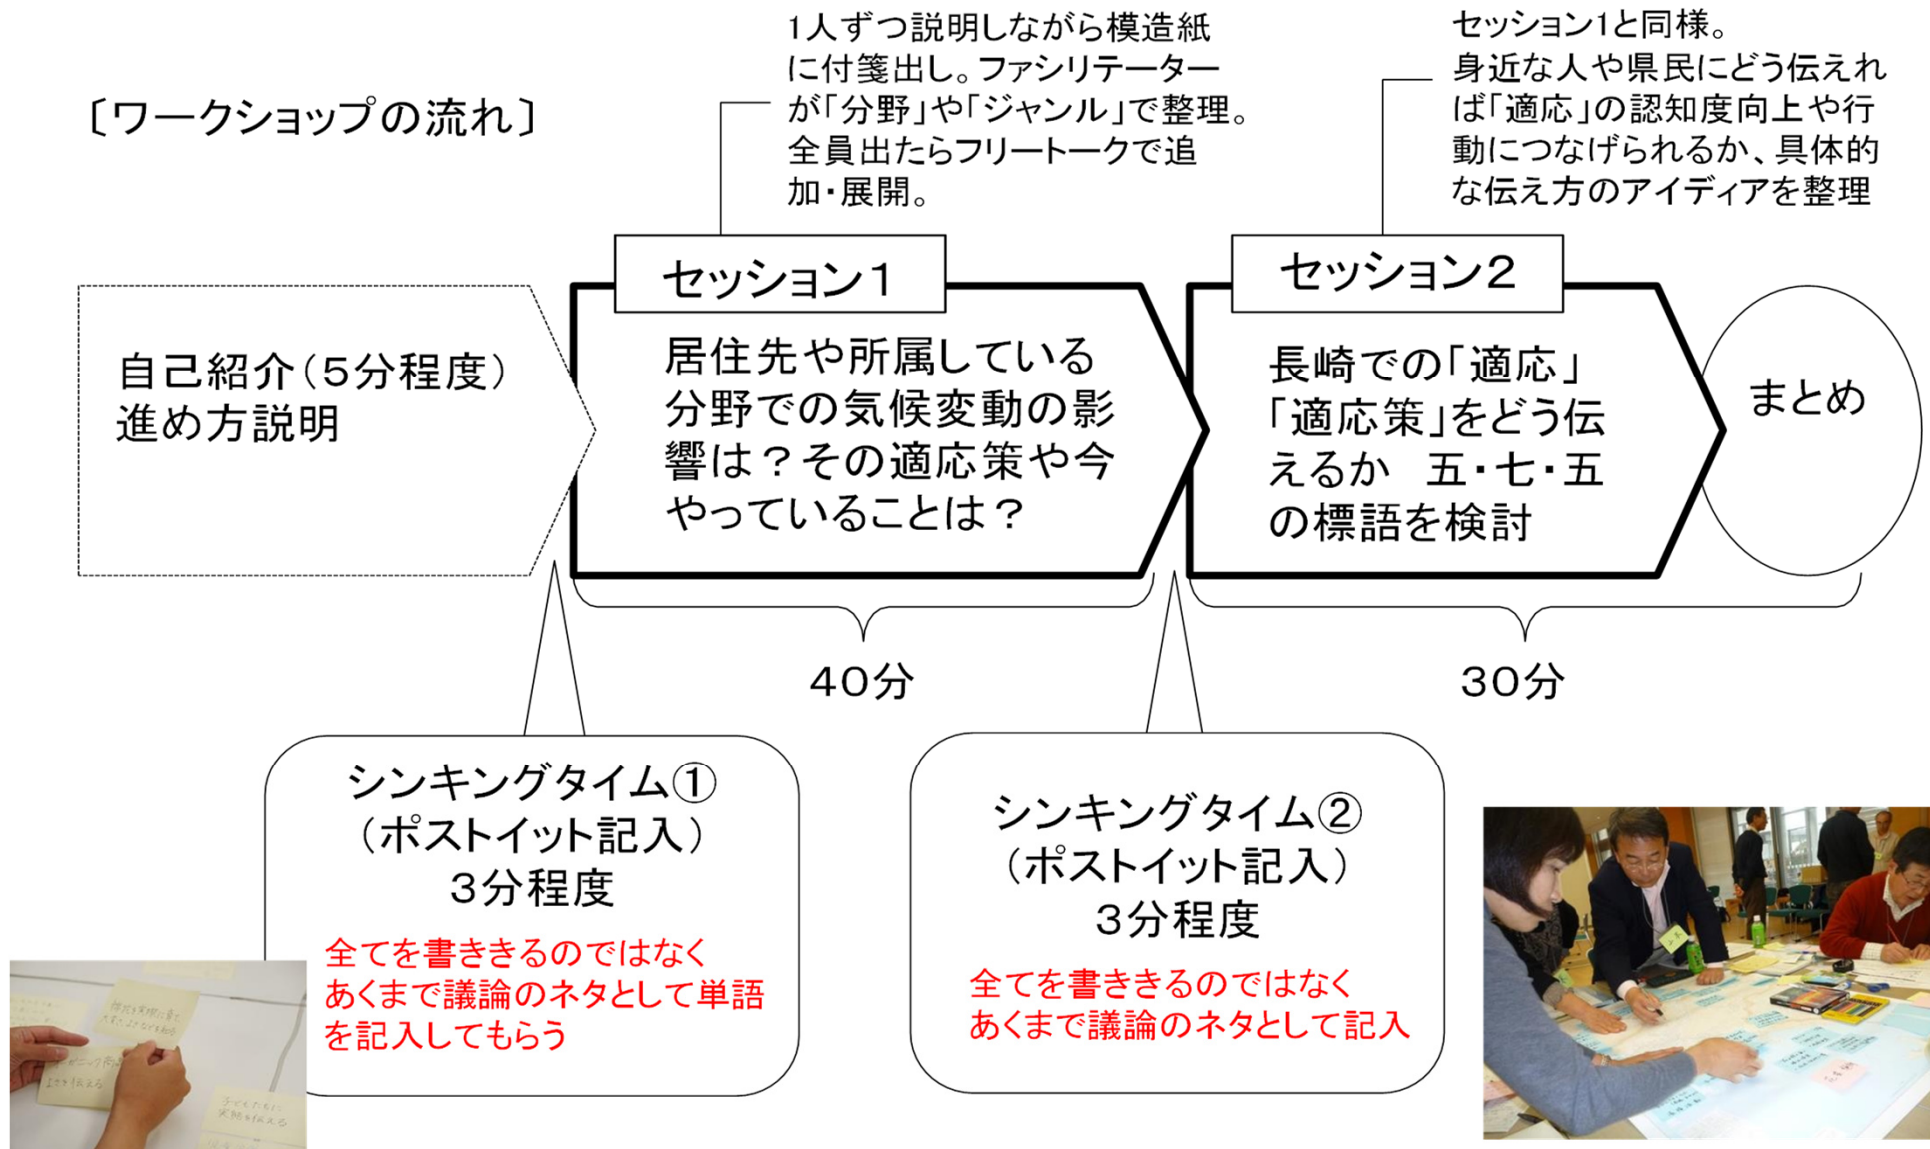 〔ワークショップの流れ〕
1人ずつ説明しながら模造紙
に付箋出し。ファシリテーター
が「分野」や「ジャンル」で整理。
全員出たらフリートークで追
加・展開。
セッション1と同様。
身近な人や県民にどう伝えれ
ば「適応」の認知度向上や行
動につなげられるか、具体的
な伝え方のアイディアを整理
自己紹介（５分程度）
進め方説明
セッション１
居住先や所属している
分野での気候変動の影
響は？その適応策や今
やっていることは？
セッション２
長崎での「適応」
「適応策」をどう伝
えるか　五・七・五
の標語を検討
まとめ
４０分
３０分
シンキングタイム①
（ポストイット記入）
３分程度
全てを書ききるのではなく
あくまで議論のネタとして単語
を記入してもらう
シンキングタイム②
（ポストイット記入）
３分程度
全てを書ききるのではなく
あくまで議論のネタとして記入
子どもたちに
実態を伝える